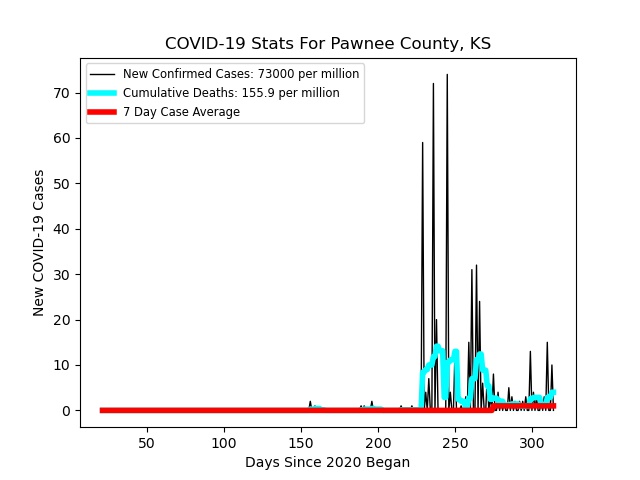 COVID-19 Stats For Pawnee County, KS
New Confirmed Cases: 73000 per million
Cumulative Deaths: 155.9 per million
7 Day Case Average
70
60
50
40
30
20
10
0
New COVID-19 Cases
50 100 150 200 250 300
Days Since 2020 Began